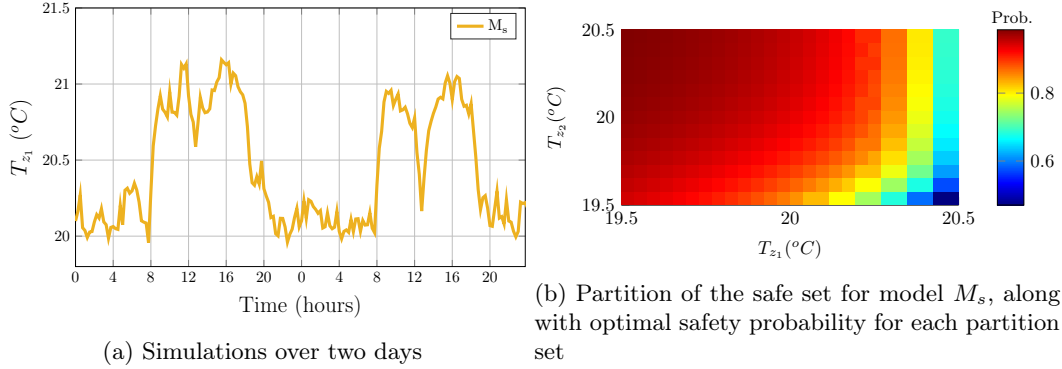 21.5
21
20.5
20
T_{z_1} (°C)
M_s
0 4 8 12 16 20 0 4 8 12 16 20
Time (hours)
(a) Simulations over two days
Prob.
20.5
20
19.5
T_{z_2}(°C)
19.5 20 20.5
T_{z_1}(°C)
0.8
0.6
(b) Partition of the safe set for model M_s, along
with optimal safety probability for each partition
set